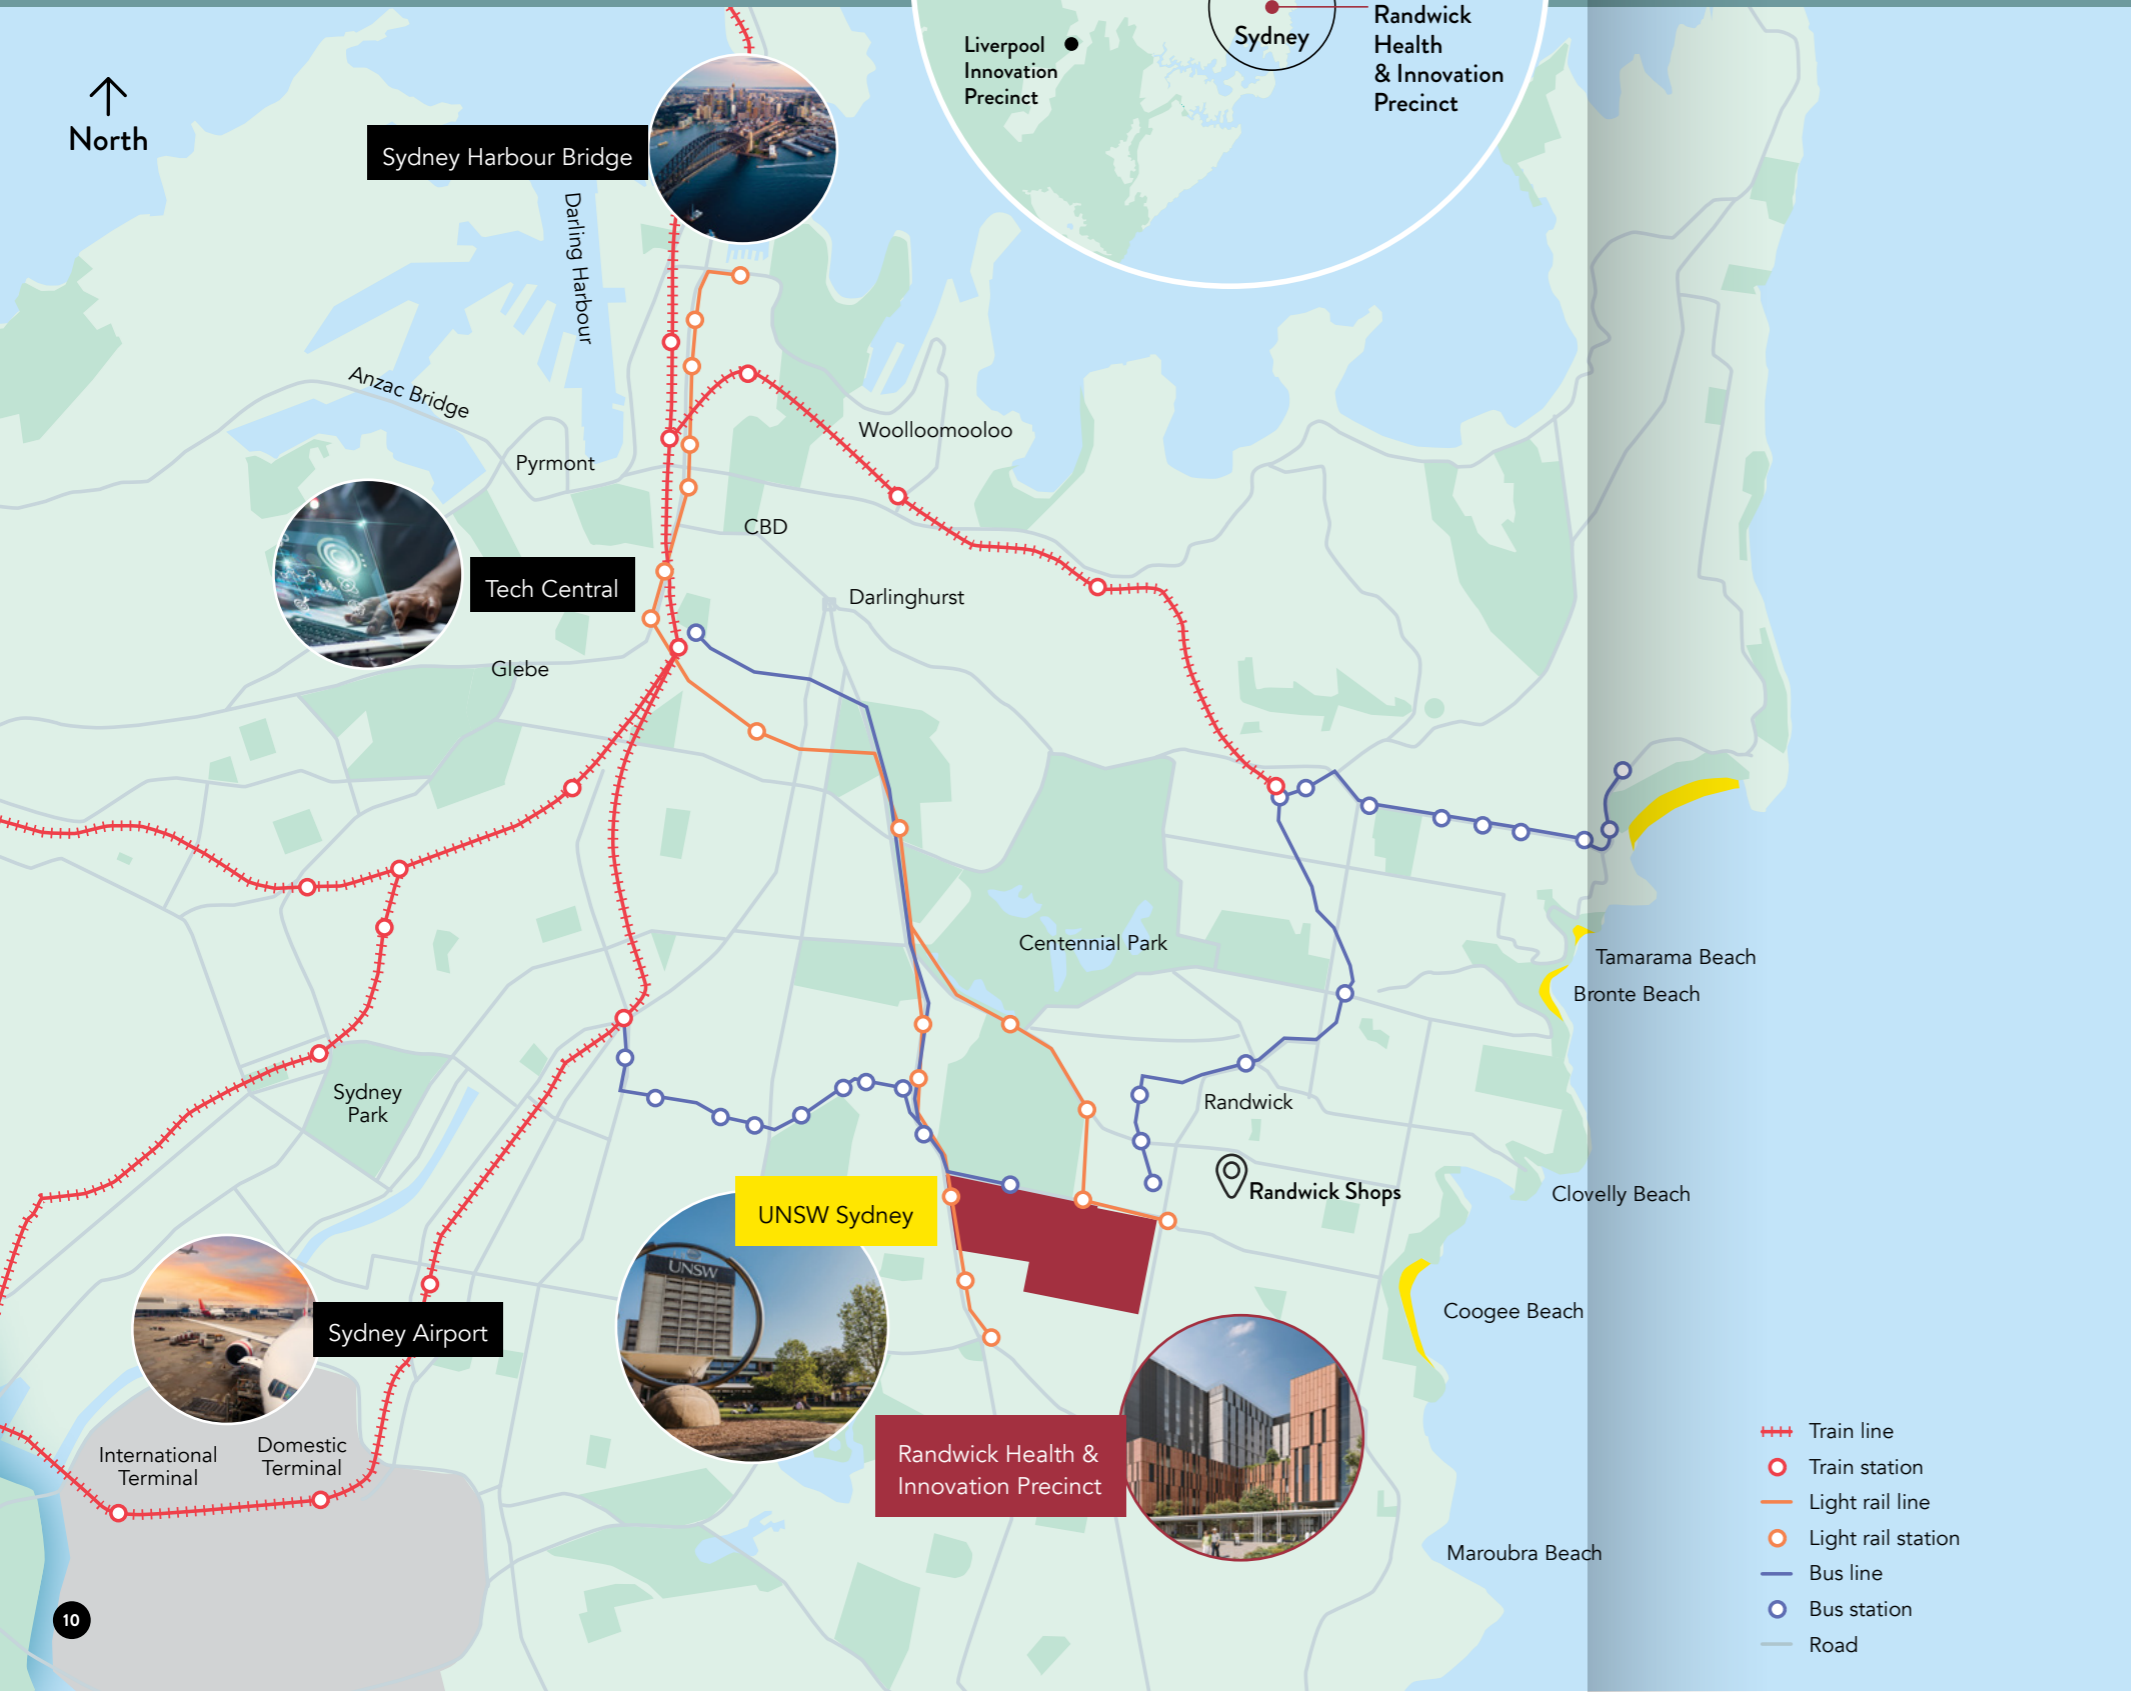 Liverpool
Innovation
Precinct
Sydney
Randwick
Health
& Innovation
Precinct
North
Sydney Harbour Bridge
Darling Harbour
Anzac Bridge
Woolloomooloo
Pyrmont
CBD
Tech Central
Darlinghurst
Glebe
Centennial Park
Tamarama Beach
Bronte Beach
Sydney
Park
Randwick
Randwick Shops
Clovelly Beach
UNSW Sydney
UNSW
Coogee Beach
Sydney Airport
International
Terminal
Domestic
Terminal
Randwick Health &
Innovation Precinct
Maroubra Beach
Train line
Train station
Light rail line
Light rail station
Bus line
Bus station
Road
10